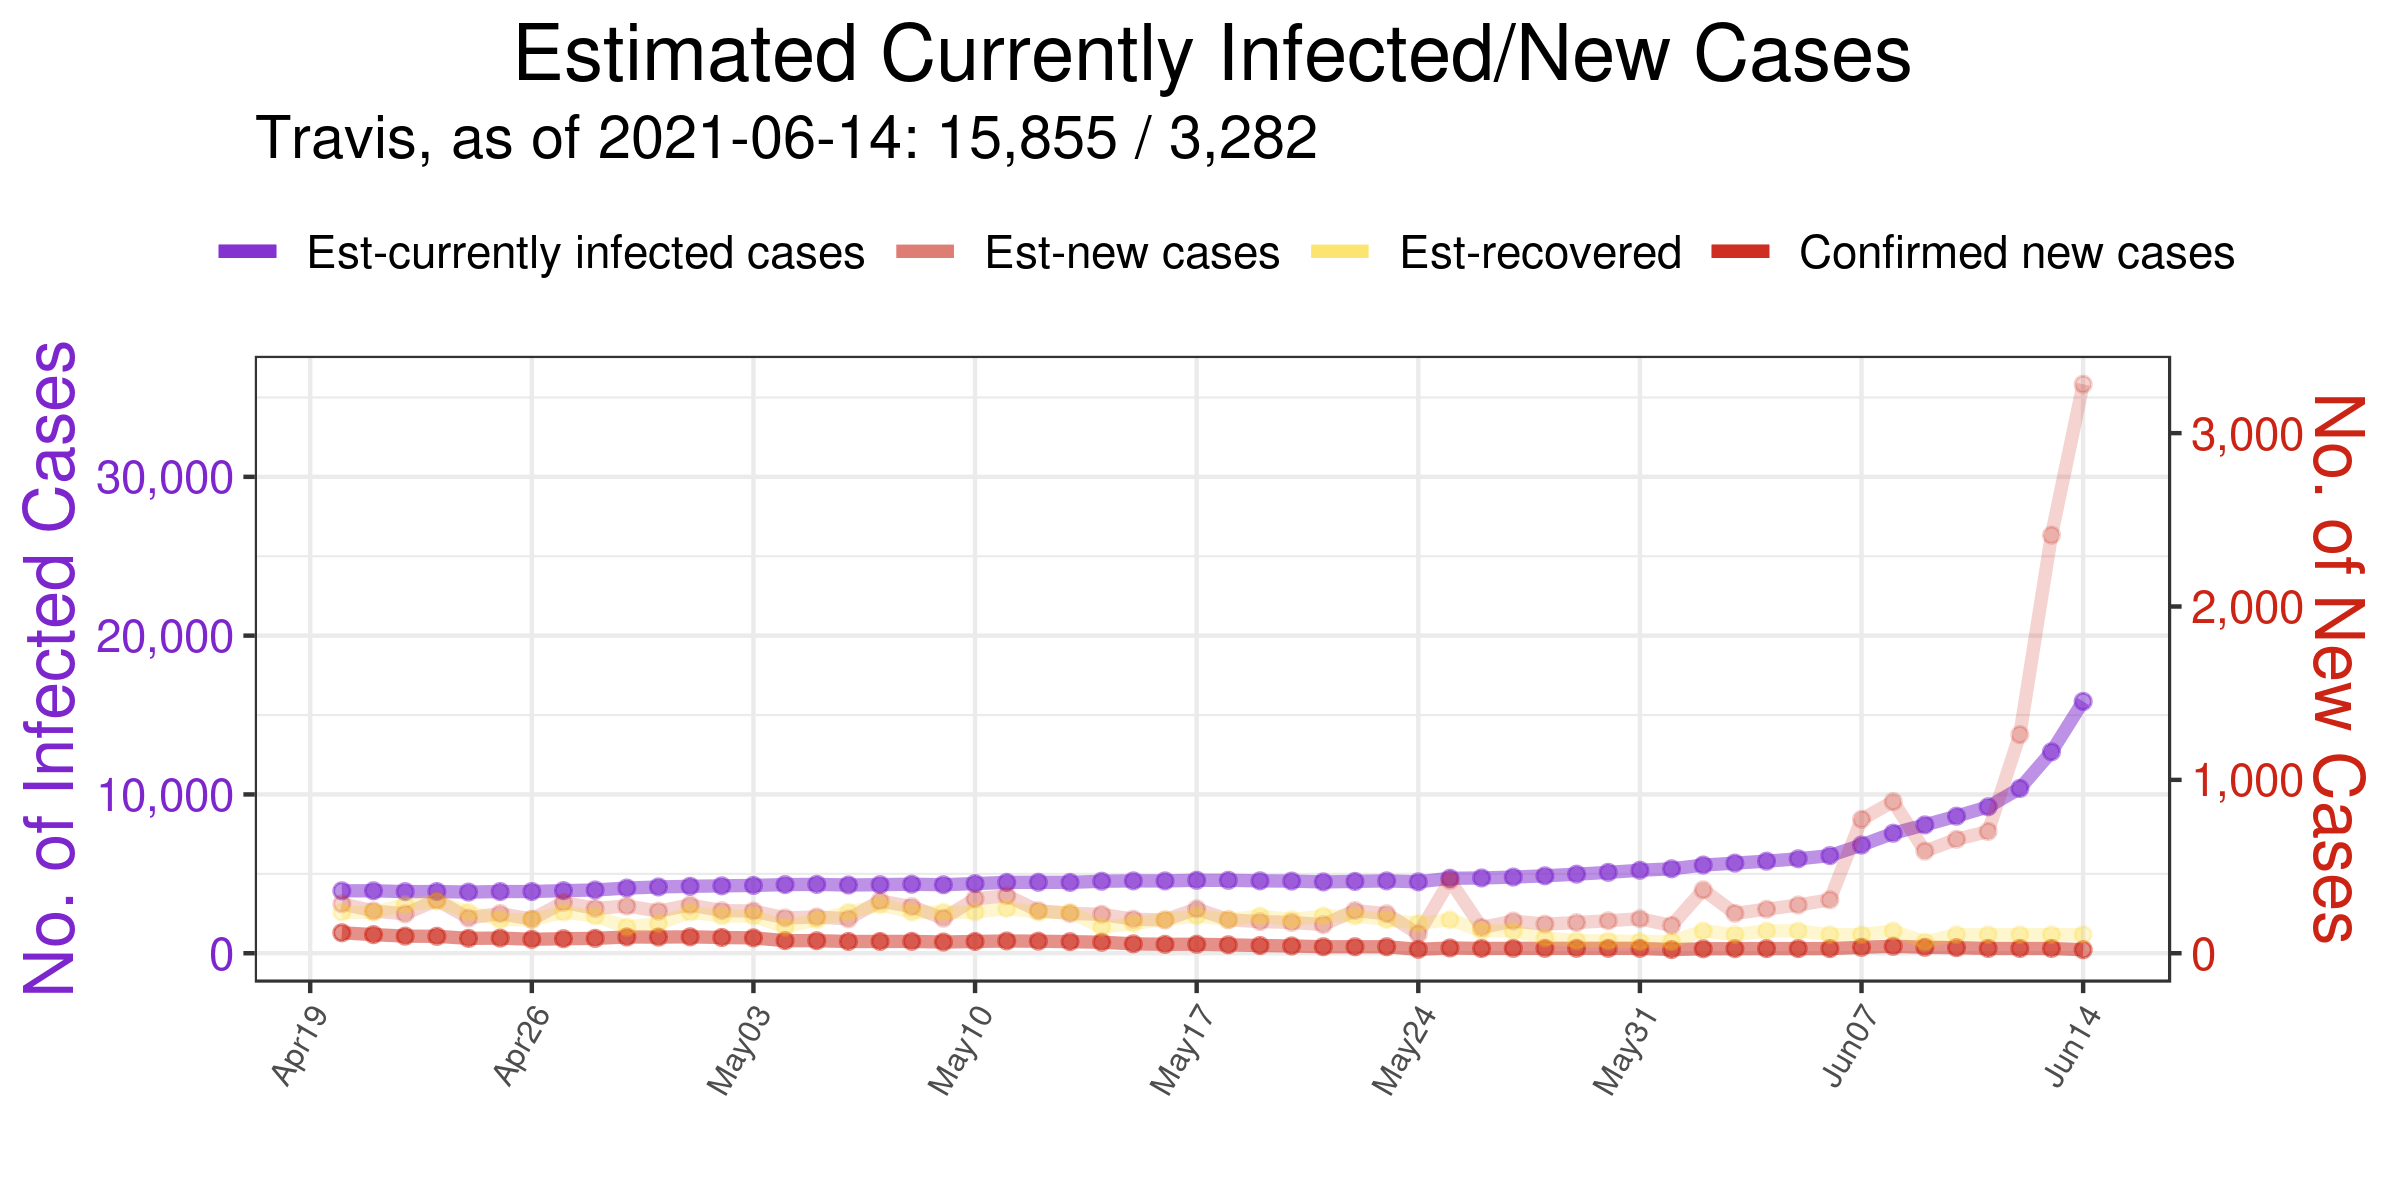 Estimated Currently Infected/New Cases
Travis, as of 2021-06-14: 15,855 / 3,282
Est-currently infected cases Est-new cases Est-recovered Confirmed new cases
No. of Infected Cases
30,000
20,000
10,000
0
3,000
2,000
1,000
0
No. of New Cases
Apr19 Apr26 May03 May10 May17 May24 May31 Jun07 Jun14